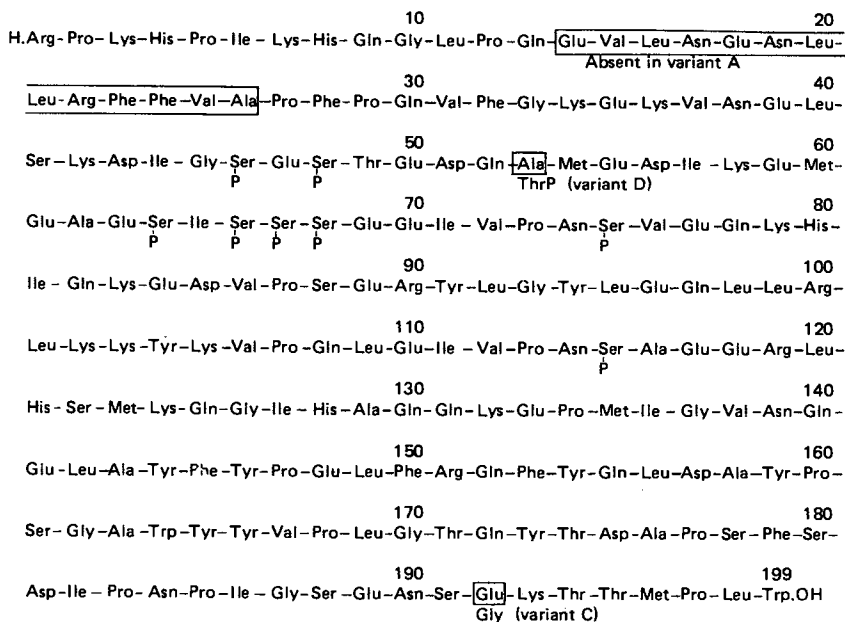 10 20
H.Arg-Pro-Lys-His-Pro-Ile-Lys-His-Gln-Gly-Leu-Pro-Gln-Glu-Val-Leu-Asn-Glu-Asn-Leu-
Absent in variant A
30 40
Leu-Arg-Phe-Phe-Val-Ala-Pro-Phe-Pro-Gln-Val-Phe-Gly-Lys-Glu-Lys-Val-Asn-Glu-Leu-
50 60
Ser-Lys-Asp-Ile-Gly-Ser-Glu-Ser-Thr-Glu-Asp-Gln-Ala-Met-Glu-Asp-Ile-Lys-Glu-Met-
P P ThrP (variant D)
70 80
Glu-Ala-Glu-Ser-Ile-Ser-Ser-Ser-Glu-Glu-Ile-Val-Pro-Asn-Ser-Val-Glu-Gln-Lys-His-
P P P P P
90 100
Ile-Gln-Lys-Glu-Asp-Val-Pro-Ser-Glu-Arg-Tyr-Leu-Gly-Tyr-Leu-Glu-Gln-Leu-Leu-Arg-
110 120
Leu-Lys-Lys-Tyr-Lys-Val-Pro-Gln-Leu-Glu-Ile-Val-Pro-Asn-Ser-Ala-Glu-Glu-Arg-Leu-
P
130 140
His-Ser-Met-Lys-Gln-Gly-Ile-His-Ala-Gln-Gln-Lys-Glu-Pro-Met-Ile-Gly-Val-Asn-Gln-
150 160
Glu-Leu-Ala-Tyr-Phe-Tyr-Pro-Glu-Leu-Phe-Arg-Gln-Phe-Tyr-Gln-Leu-Asp-Ala-Tyr-Pro-
170 180
Ser-Gly-Ala-Trp-Tyr-Tyr-Val-Pro-Leu-Gly-Thr-Gln-Tyr-Thr-Asp-Ala-Pro-Ser-Phe-Ser-
190 199
Asp-Ile-Pro-Asn-Pro-Ile-Gly-Ser-Glu-Asn-Ser-Glu-Lys-Thr-Thr-Met-Pro-Leu-Trp.OH
Gly (variant C)